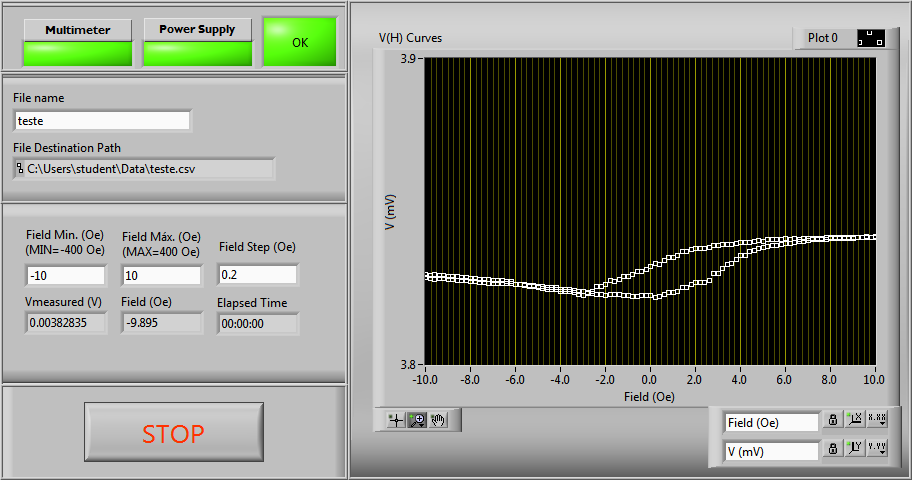 Multimeter
Power Supply
OK
File name
teste
File Destination Path
C:\Users\student\Data\teste.csv
Field Min. (Oe)
(MIN=-400 Oe)
Field Máx. (Oe)
(MAX=400 Oe)
Field Step (Oe)
-10
10
0.2
Vmeasured (V)
Field (Oe)
Elapsed Time
0.00382835
-9.895
00:00:00
STOP
V(H) Curves
Plot 0
3.9
V (mV)
3.8
-10.0 -8.0 -6.0 -4.0 -2.0 0.0 2.0 4.0 6.0 8.0 10.0
Field (Oe)
Field (Oe)
X
X.XX
V (mV)
Y
Y.YY